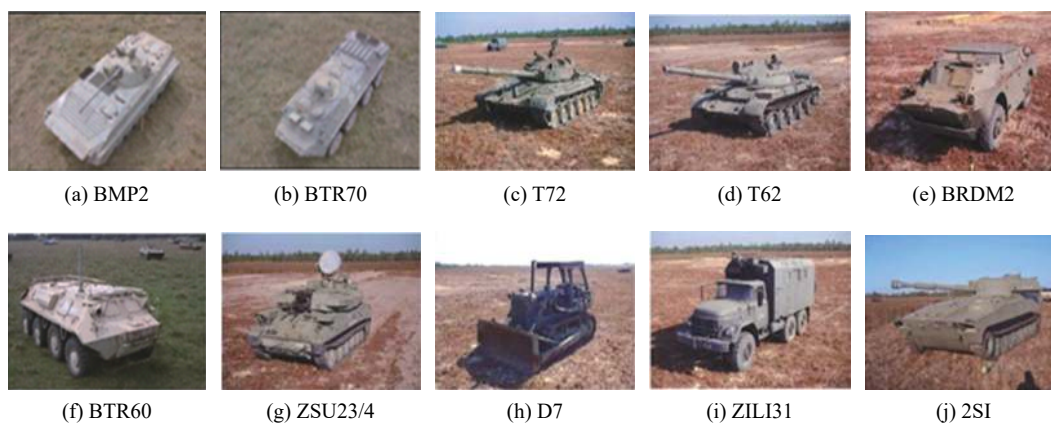 (a) BMP2
(b) BTR70
(c) T72
(d) T62
(e) BRDM2
(f) BTR60
(g) ZSU23/4
(h) D7
(i) ZILI31
(j) 2SI